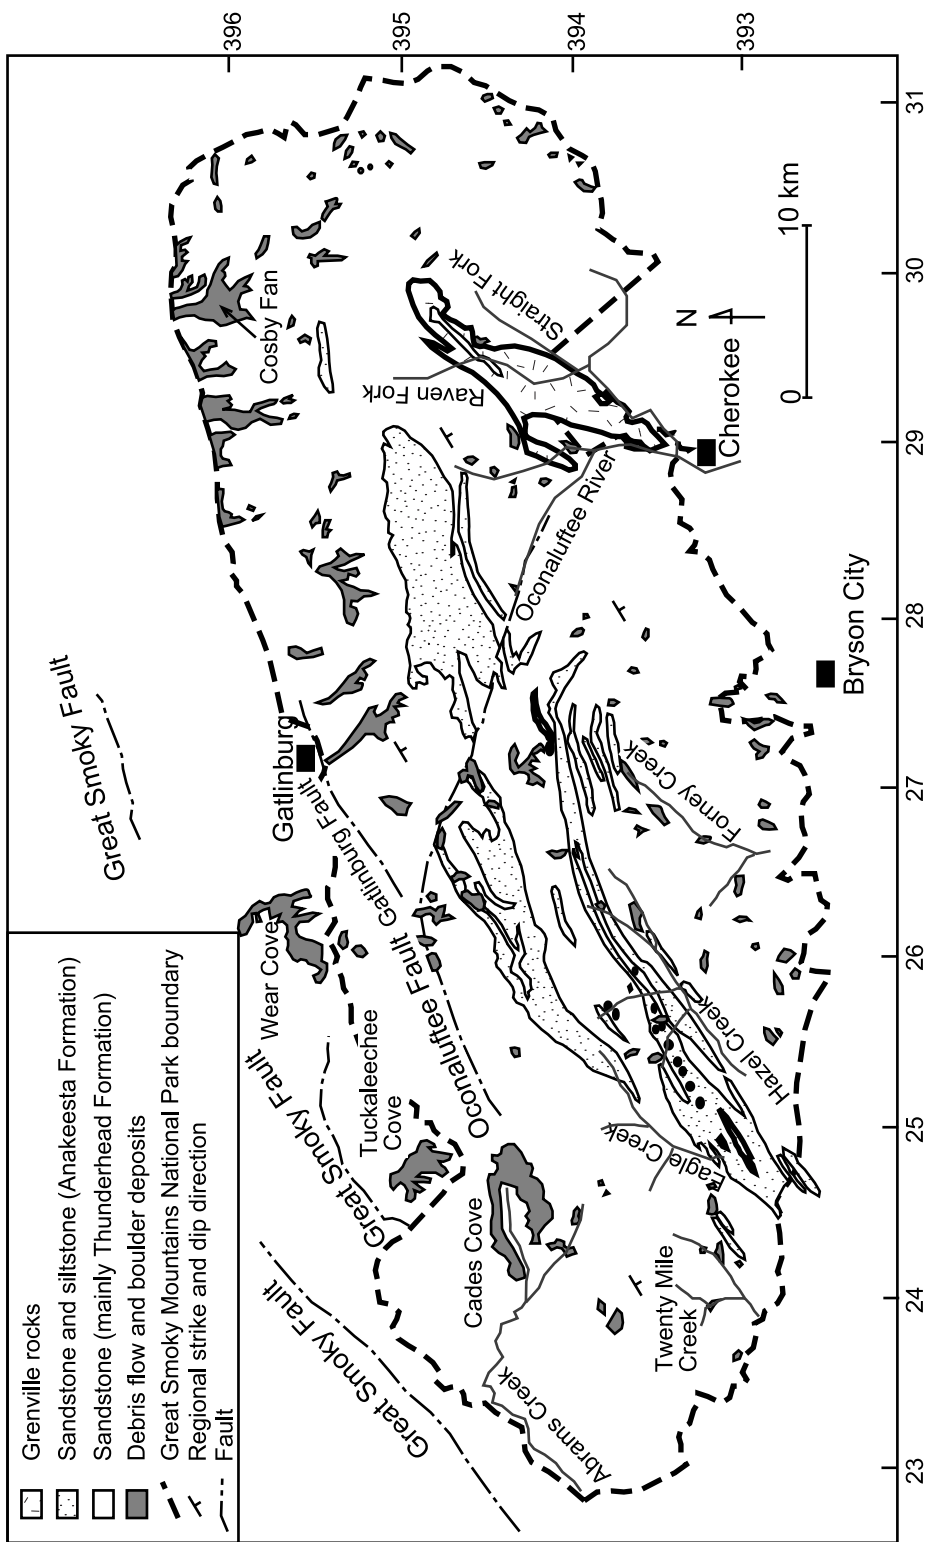 Grenville rocks
Sandstone and siltstone (Anakeesta Formation)
Sandstone (mainly Thunderhead Formation)
Debris flow and boulder deposits
Great Smoky Mountains National Park boundary
Regional strike and dip direction
Fault
Great Smoky Fault
Great Smoky Fault
Great Smoky Fault
Wear Cove
Tuckaleechee
Cove
Gatlinburg
Gatlinburg Fault
Oconaluftee Fault
Cosby Fan
Cades Cove
Abrams Creek
Twenty Mile
Creek
Eagle Creek
Hazel Creek
Forney Creek
Oconaluftee River
Raven Fork
Straight Fork
Bryson City
Cherokee
N
0
10 km
396
395
394
393
23
24
25
26
27
28
29
30
31